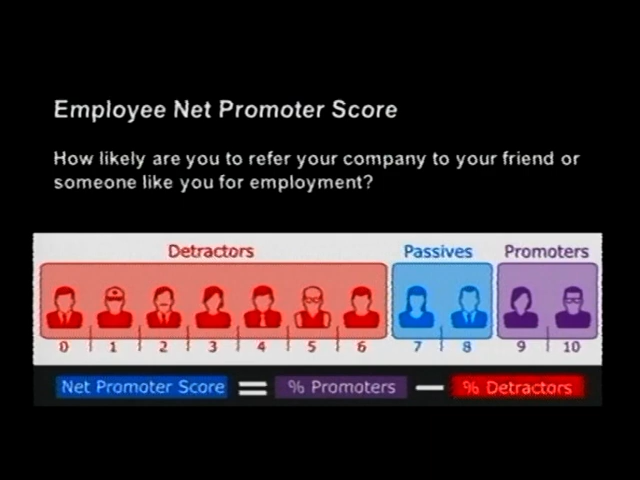 Employee Net Promoter Score
How likely are you to refer your company to your friend or
someone like you for employment?
Detractors Passives Promoters
0 1 2 3 4 5 6 7 8 9 10
Net Promoter Score = % Promoters — % Detractors